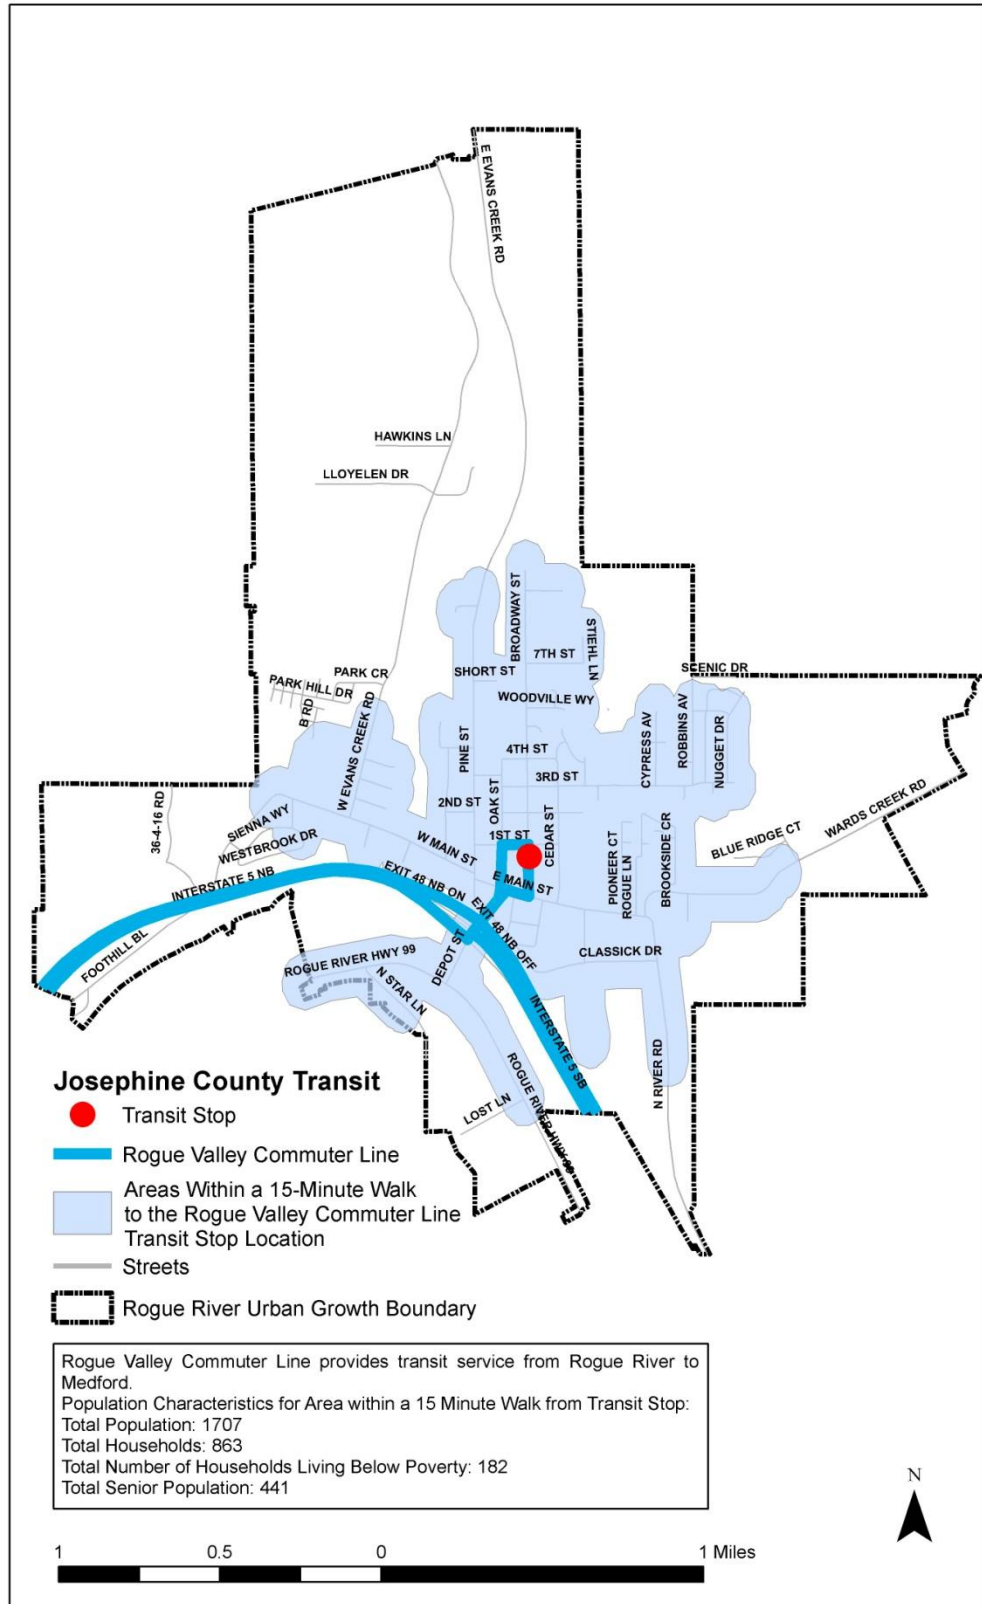 E EVANS CREEK RD
HAWKINS LN
LLOYELEN DR
BROADWAY ST
STIEHL LN
7TH ST
SHORT ST
SCENIC DR
PARK CR
PARK HILL DR
B RD
WOODVILLE WY
W EVANS CREEK RD
PINE ST
CYPRESS AV
ROBBINS AV
NUGGET DR
4TH ST
3RD ST
OAK ST
2ND ST
36-4-16 RD
SIENNA WY
WESTBROOK DR
W MAIN ST
1ST ST
CEDAR ST
PIONEER CT
ROGUE LN
BROOKSIDE CR
BLUE RIDGE CT
WARDS CREEK RD
INTERSTATE 5 NB
EXIT 48 NB ON
E MAIN ST
EXIT 48 NB OFF
FOOTHILL BL
DEPOT ST
CLASSICK DR
ROGUE RIVER HWY 99
N STAR LN
INTERSTATE 5 SB
N RIVER RD
LOST LN
ROGUE RIVER HWY 99
Josephine County Transit
Transit Stop
Rogue Valley Commuter Line
Areas Within a 15-Minute Walk
to the Rogue Valley Commuter Line
Transit Stop Location
Streets
Rogue River Urban Growth Boundary
Rogue Valley Commuter Line provides transit service from Rogue River to
Medford.
Population Characteristics for Area within a 15 Minute Walk from Transit Stop:
Total Population: 1707
Total Households: 863
Total Number of Households Living Below Poverty: 182
Total Senior Population: 441
N
1 0.5 0 1 Miles